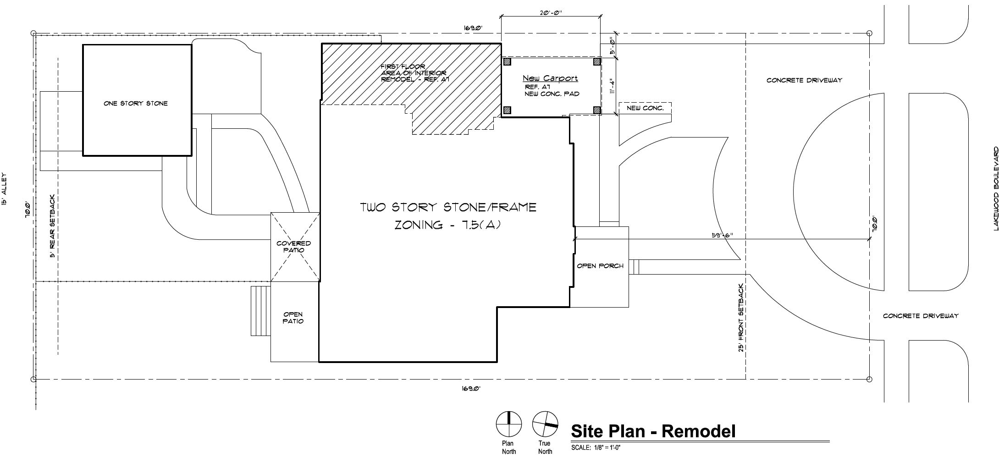 20'-0"
169.0'
5'-0"
FIRST FLOOR
AREA OF INTERIOR
REMODEL - REF. A7
New Carport
REF. A7
NEW CONC. PAD
11'-4"
CONCRETE DRIVEWAY
ONE STORY STONE
NEW CONC.
15' ALLEY
70.0'
5' REAR SETBACK
TWO STORY STONE/FRAME
ZONING - 7.5(A)
COVERED
PATIO
59'-6"
70.0'
LAKEWOOD BOULEVARD
OPEN PORCH
OPEN
PATIO
25' FRONT SETBACK
CONCRETE DRIVEWAY
169.0'
Plan
North
True
North
Site Plan - Remodel
SCALE: 1/8" = 1'-0"